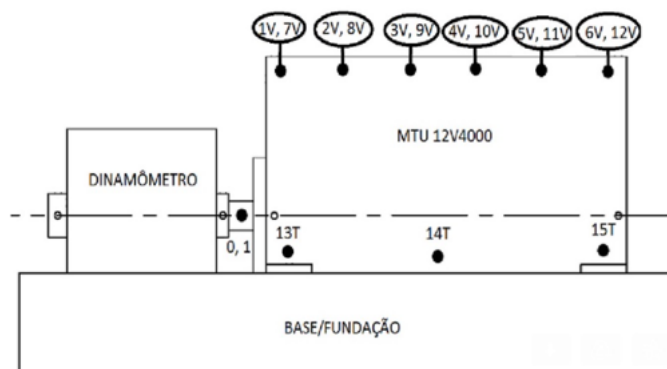 1V, 7V 2V, 8V 3V, 9V 4V, 10V 5V, 11V 6V, 12V
MTU 12V4000
DINAMÔMETRO
0, 1 13T 14T 15T
BASE/FUNDAÇÃO